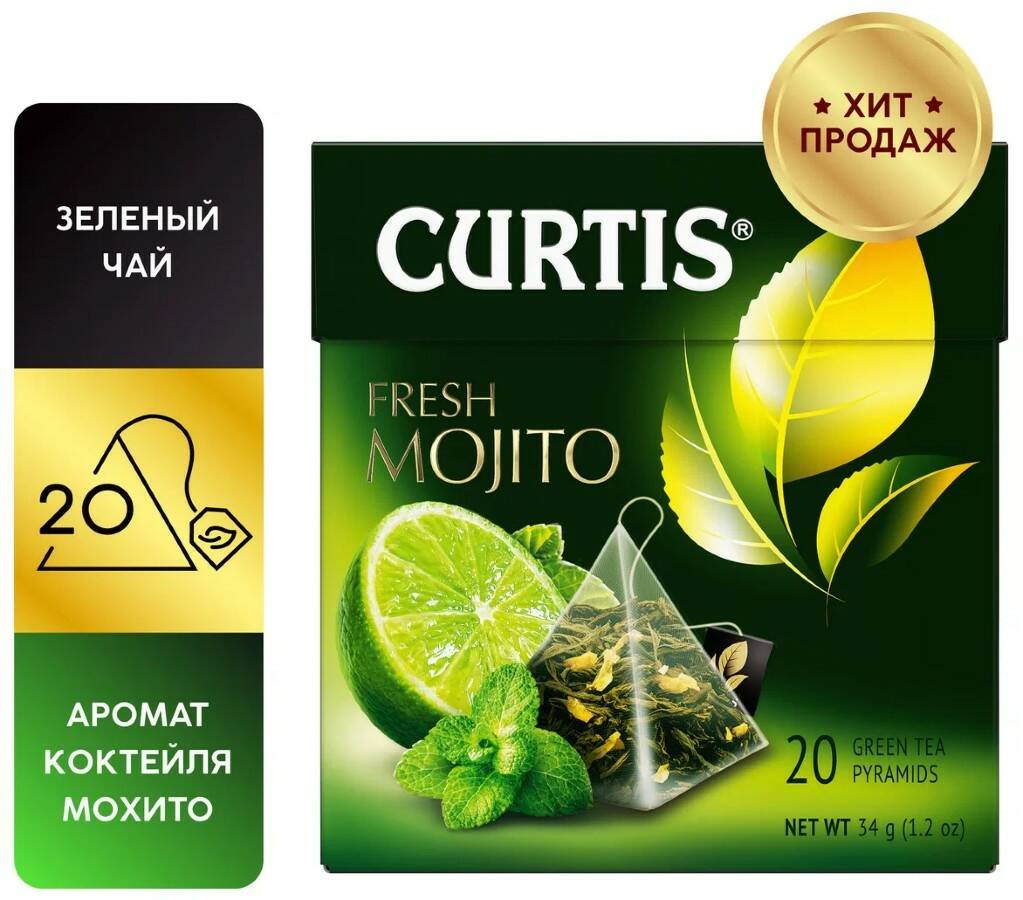 ★ ХИТ ★
ПРОДАЖ
ЗЕЛЕНЫЙ
ЧАЙ
20
АРОМАТ
КОКТЕЙЛЯ
МОХИТО
CURTIS®
FRESH
MOJITO
20 GREEN TEA
PYRAMIDS
NET WT 34 g (1.2 oz)